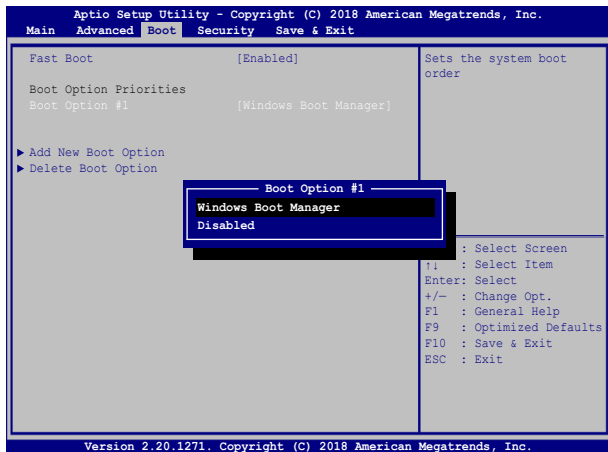 Aptio Setup Utility - Copyright (C) 2018 American Megatrends, Inc.
Main Advanced Boot Security Save & Exit
Fast Boot [Enabled]
Boot Option Priorities
Boot Option #1 [Windows Boot Manager]
▶ Add New Boot Option
▶ Delete Boot Option
Sets the system boot
order
Boot Option #1
Windows Boot Manager
Disabled
: Select Screen
↑↓ : Select Item
Enter: Select
+/— : Change Opt.
F1 : General Help
F9 : Optimized Defaults
F10 : Save & Exit
ESC : Exit
Version 2.20.1271. Copyright (C) 2018 American Megatrends, Inc.